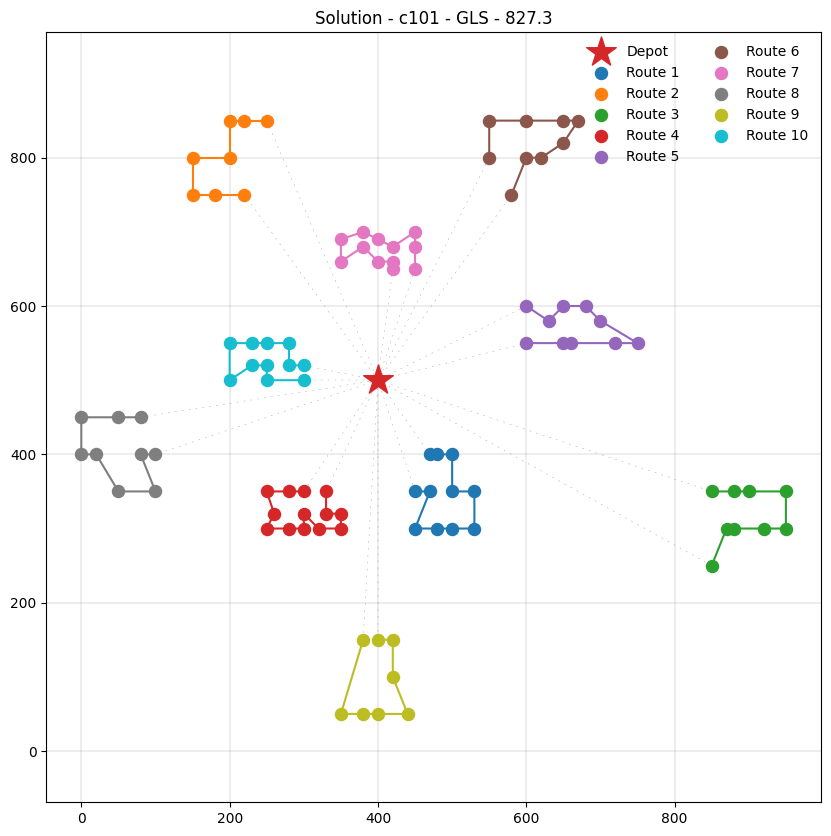 Solution - c101 - GLS - 827.3
Depot
Route 1
Route 2
Route 3
Route 4
Route 5
Route 6
Route 7
Route 8
Route 9
Route 10
800
600
400
200
0
0 200 400 600 800